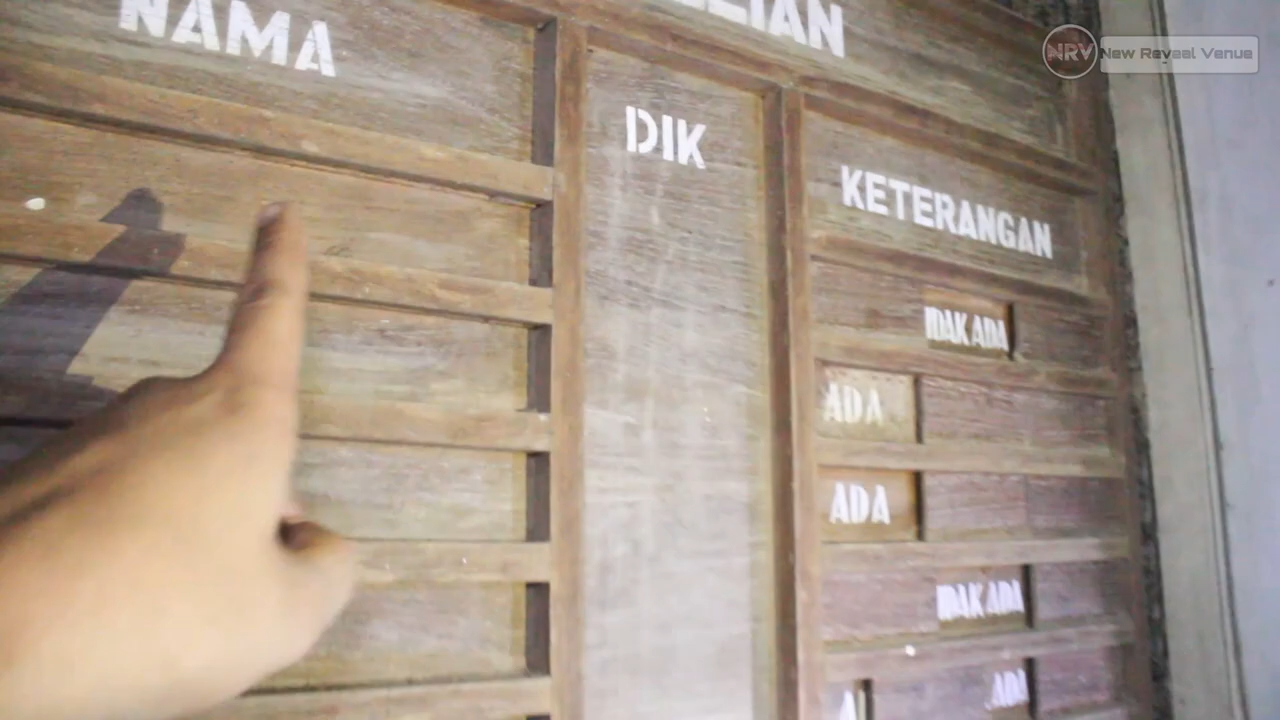 NAMA
DIK
KETERANGAN
IDAK ADA
ADA
ADA
IDAK ADA
ADA
NRV New Reveal Venue